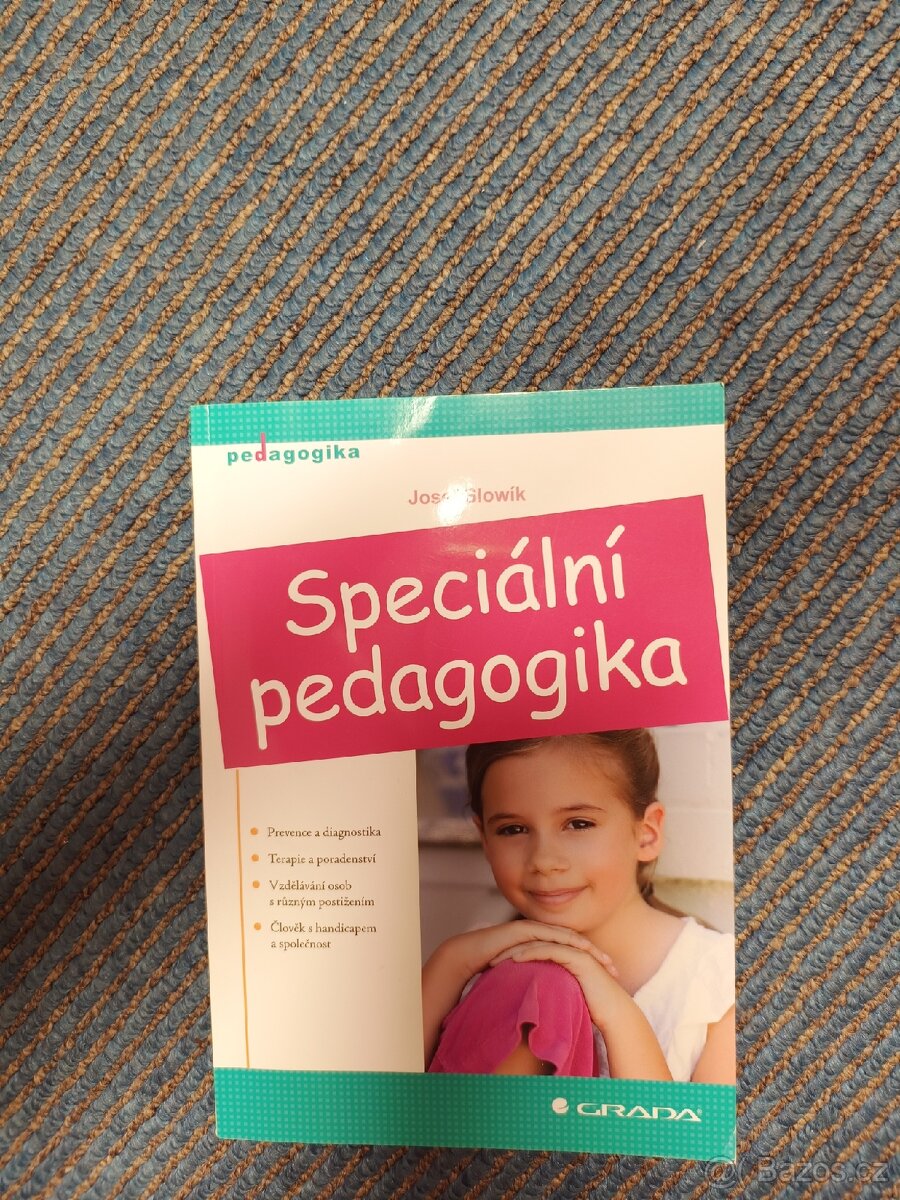 pedagogika
Slowík
Speciální
pedagogika
Prevence a diagnostika
Terapie a poradenství
Vzdělávání osob
s různým postižením
Člověk s handicapem
a společnost
GRADA
Bazos.cz